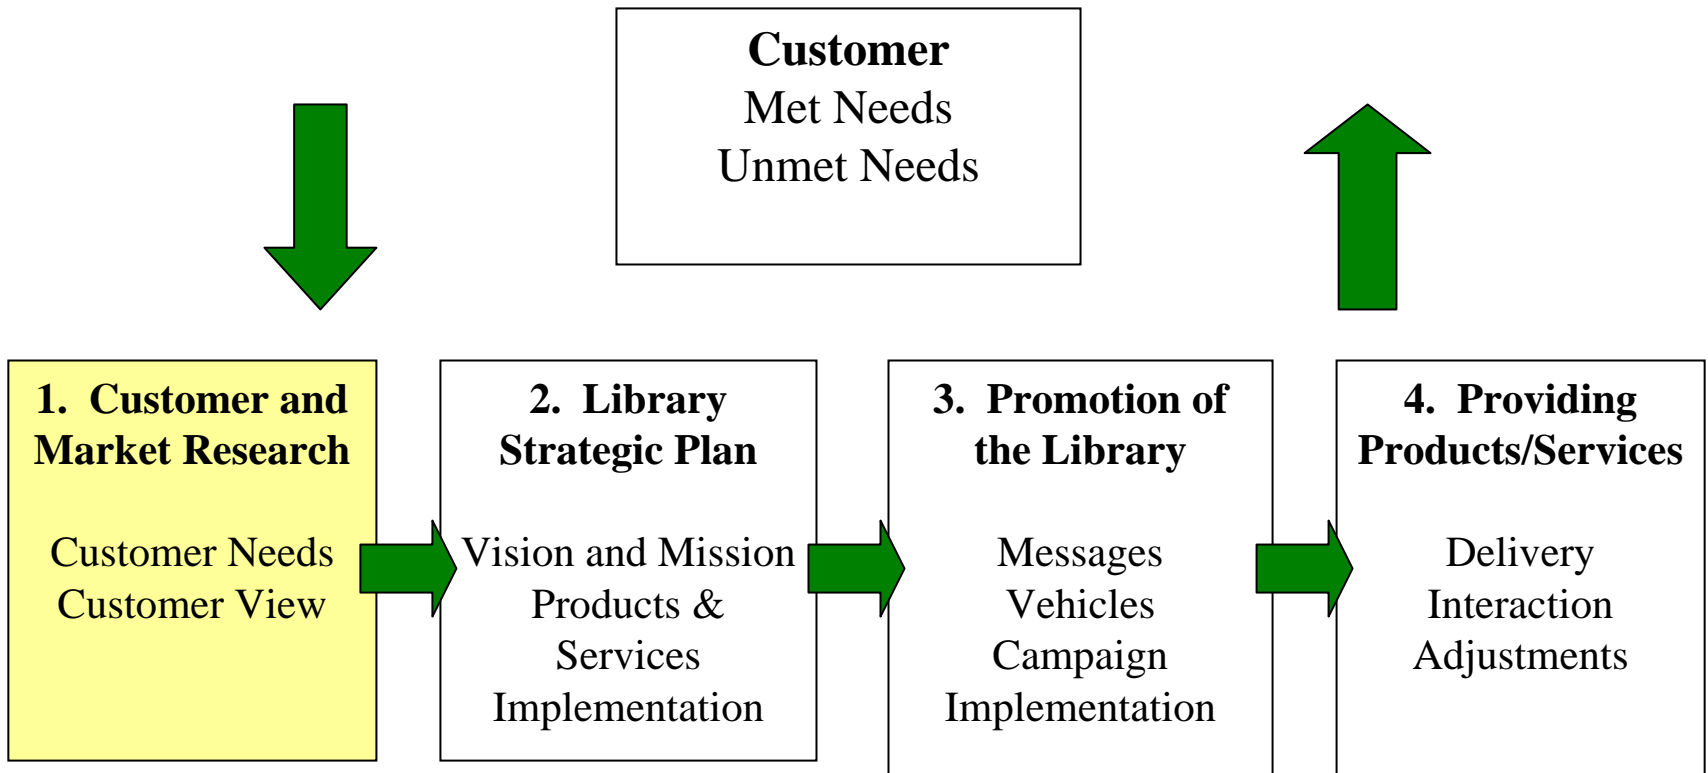 Customer
Met Needs
Unmet Needs
1. Customer and
Market Research
Customer Needs
Customer View
2. Library
Strategic Plan
Vision and Mission
Products &
Services
Implementation
3. Promotion of
the Library
Messages
Vehicles
Campaign
Implementation
4. Providing
Products/Services
Delivery
Interaction
Adjustments